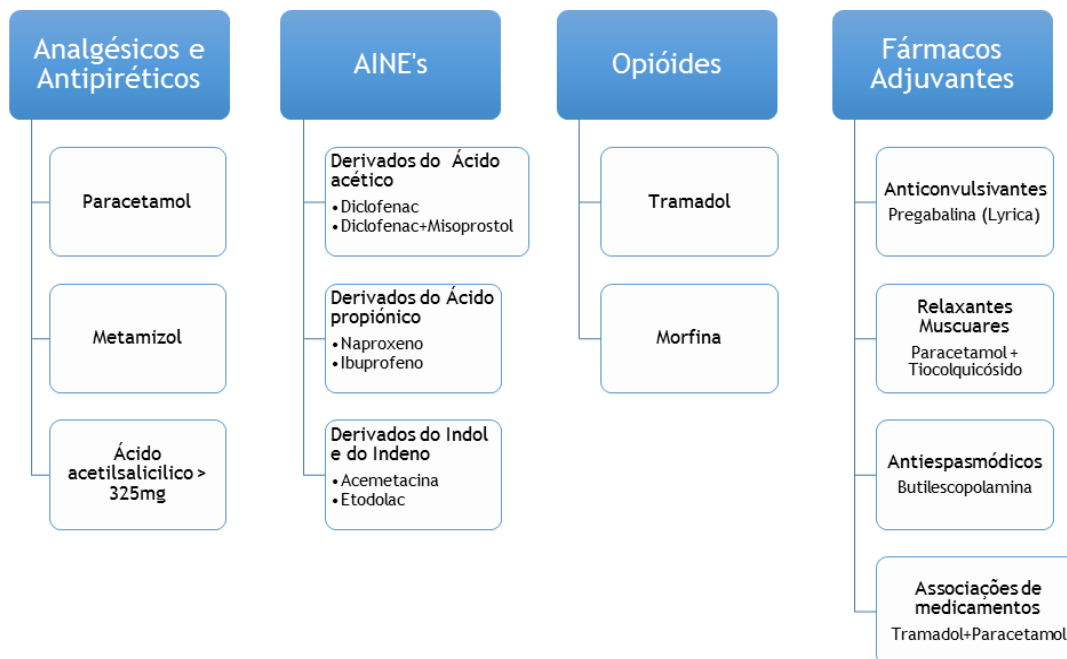 Analgésicos e
Antipiréticos
Paracetamol
Metamizol
Ácido
acetilsalicilico >
325mg
AINE's
Derivados do Ácido
acético
•Diclofenac
•Diclofenac+Misoprostol
Derivados do Ácido
propiónico
•Naproxeno
•Ibuprofeno
Derivados do Indol
e do Indeno
•Acemetacina
•Etodolac
Opióides
Tramadol
Morfina
Fármacos
Adjuvantes
Anticonvulsivantes
Pregabalina (Lyrica)
Relaxantes
Muscuares
Paracetamol +
Tiocolquicósido
Antiespasmódicos
Butilescopolamina
Associações de
medicamentos
Tramadol+Paracetamol